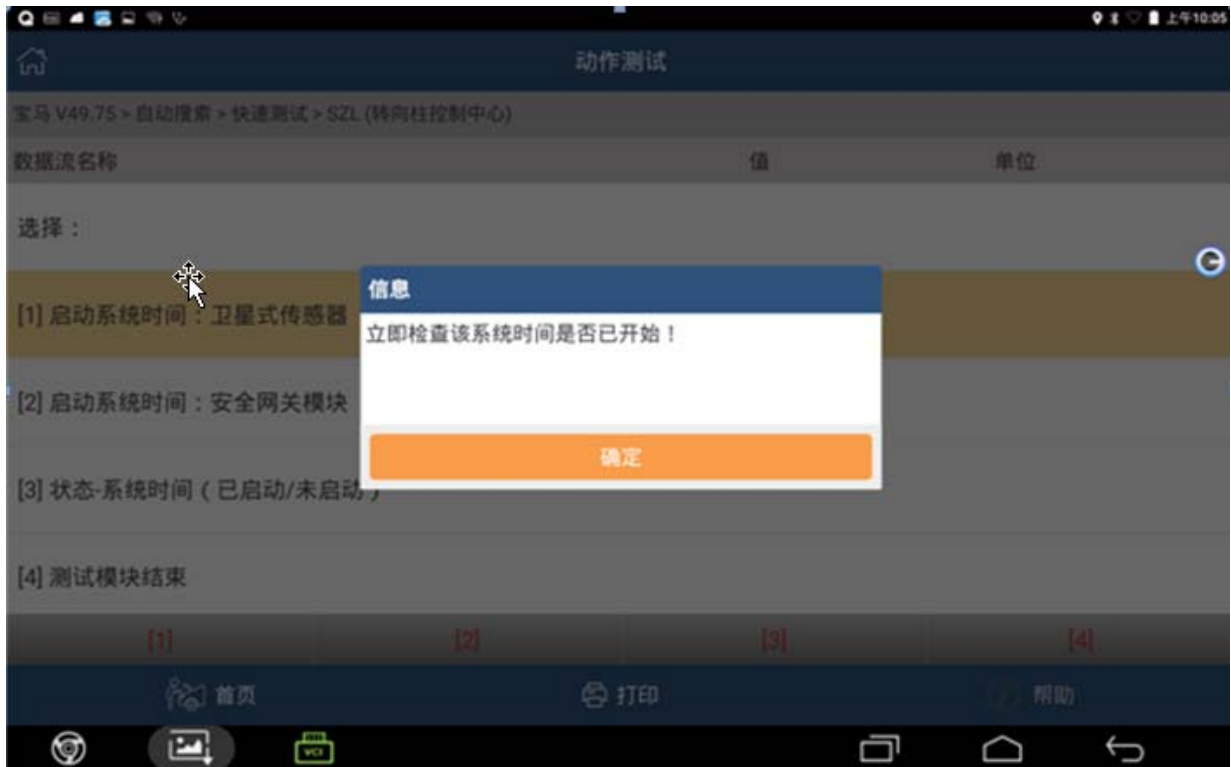 上午10:05
动作测试
宝马 V49.75 > 自动搜索 > 快速测试 > SZL (转向柱控制中心)
数据流名称 值 单位
选择：
[1] 启动系统时间：卫星式传感器
信息
立即检查该系统时间是否已开始！
[2] 启动系统时间：安全网关模块
确定
[3] 状态-系统时间（已启动/未启动）
[4] 测试模块结束
[1] [2] [3] [4]
首页 打印 帮助
VCI